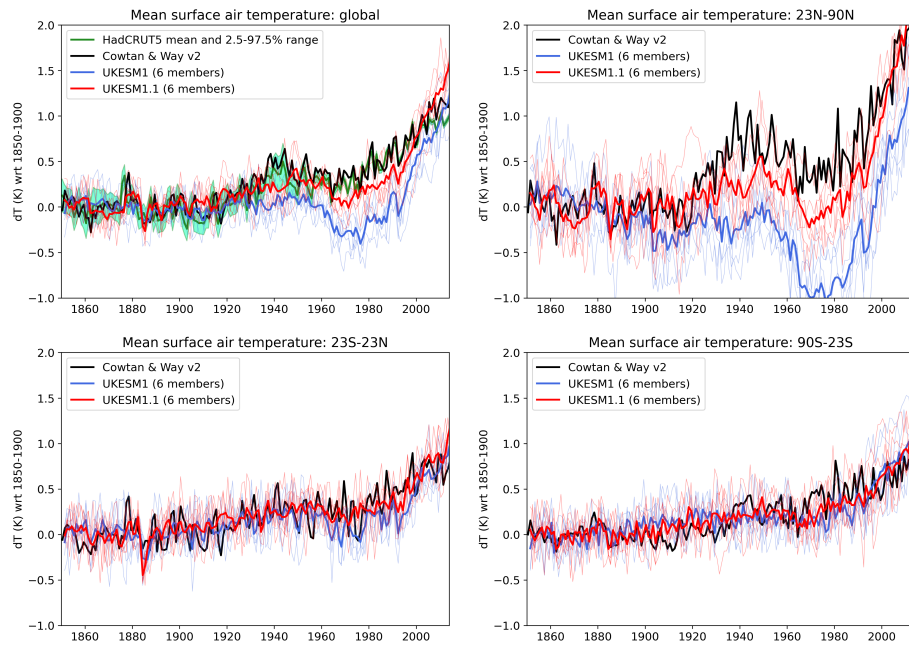 Mean surface air temperature: global
dT (K) wrt 1850-1900
2.0
1.5
1.0
0.5
0.0
−0.5
−1.0
HadCRUT5 mean and 2.5-97.5% range
Cowtan & Way v2
UKESM1 (6 members)
UKESM1.1 (6 members)
1860 1880 1900 1920 1940 1960 1980 2000
Mean surface air temperature: 23N-90N
dT (K) wrt 1850-1900
2.0
1.5
1.0
0.5
0.0
−0.5
−1.0
Cowtan & Way v2
UKESM1 (6 members)
UKESM1.1 (6 members)
1860 1880 1900 1920 1940 1960 1980 2000
Mean surface air temperature: 23S-23N
dT (K) wrt 1850-1900
2.0
1.5
1.0
0.5
0.0
−0.5
−1.0
Cowtan & Way v2
UKESM1 (6 members)
UKESM1.1 (6 members)
1860 1880 1900 1920 1940 1960 1980 2000
Mean surface air temperature: 90S-23S
dT (K) wrt 1850-1900
2.0
1.5
1.0
0.5
0.0
−0.5
−1.0
Cowtan & Way v2
UKESM1 (6 members)
UKESM1.1 (6 members)
1860 1880 1900 1920 1940 1960 1980 2000